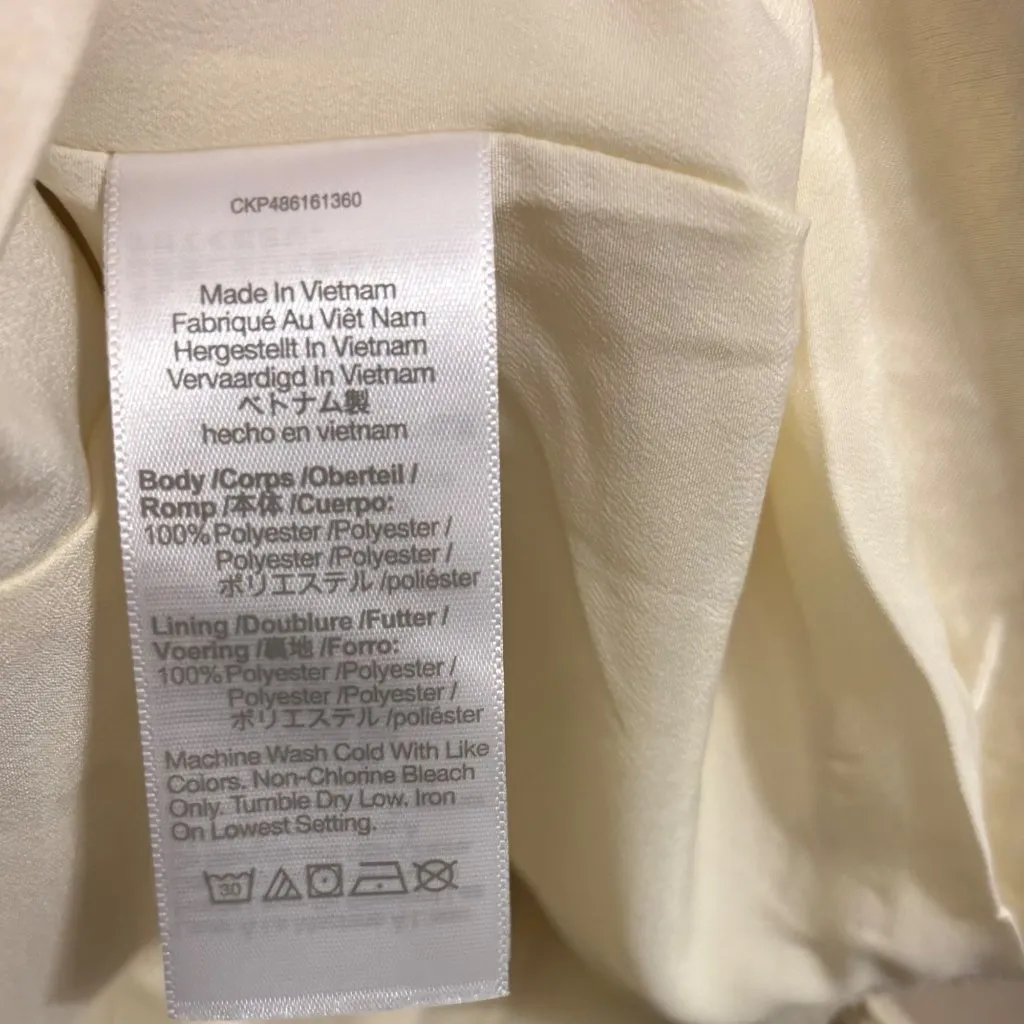 CKP486161360
Made In Vietnam
Fabriqué Au Viêt Nam
Hergestellt In Vietnam
Vervaardigd In Vietnam
ベトナム製
hecho en vietnam
Body /Corps /Oberteil /
Romp /本体 /Cuerpo:
100% Polyester /Polyester /
Polyester /Polyester /
ポリエステル /poliéster
Lining /Doublure /Futter /
Voering /裏地 /Forro:
100% Polyester /Polyester /
Polyester /Polyester /
ポリエステル /poliéster
Machine Wash Cold With Like
Colors. Non-Chlorine Bleach
Only. Tumble Dry Low. Iron
On Lowest Setting.
30